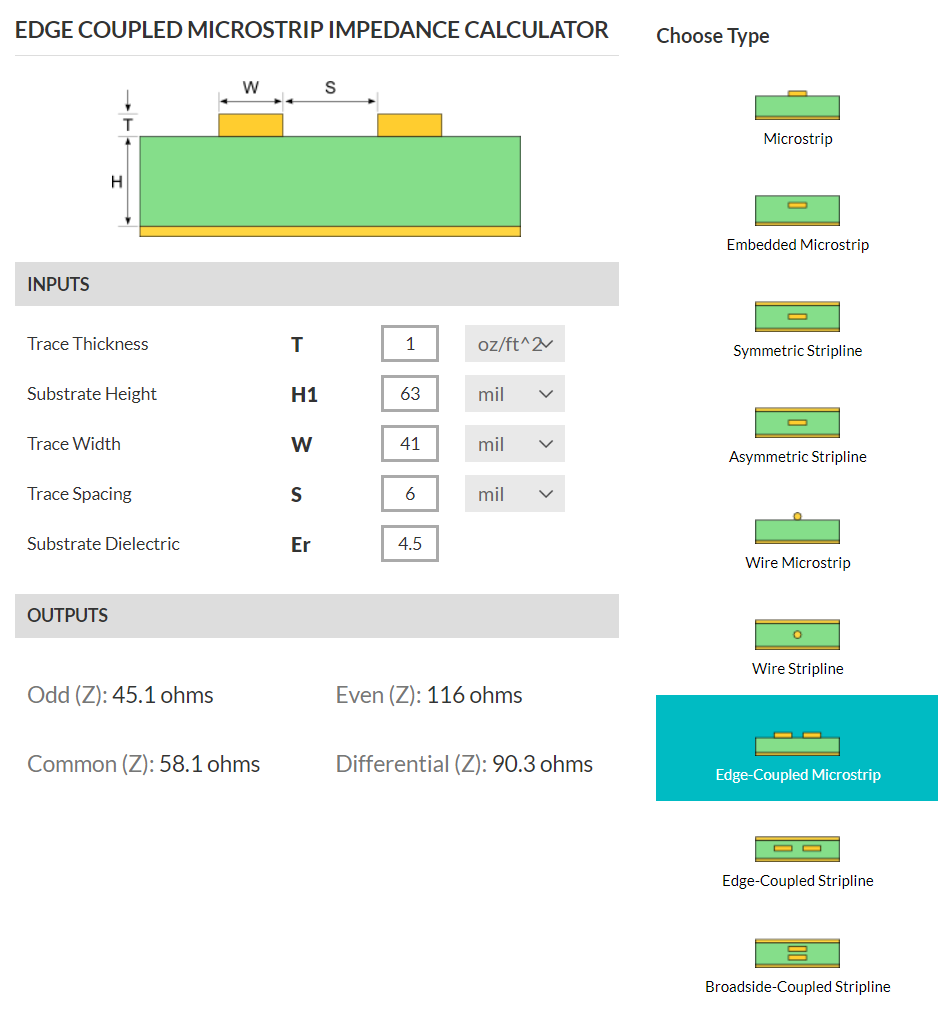 EDGE COUPLED MICROSTRIP IMPEDANCE CALCULATOR
W
S
T
H
INPUTS
Trace Thickness T 1 oz/ft^2
Substrate Height H1 63 mil
Trace Width W 41 mil
Trace Spacing S 6 mil
Substrate Dielectric Er 4.5
OUTPUTS
Odd (Z): 45.1 ohms Even (Z): 116 ohms
Common (Z): 58.1 ohms Differential (Z): 90.3 ohms
Choose Type
Microstrip
Embedded Microstrip
Symmetric Stripline
Asymmetric Stripline
Wire Microstrip
Wire Stripline
Edge-Coupled Microstrip
Edge-Coupled Stripline
Broadside-Coupled Stripline